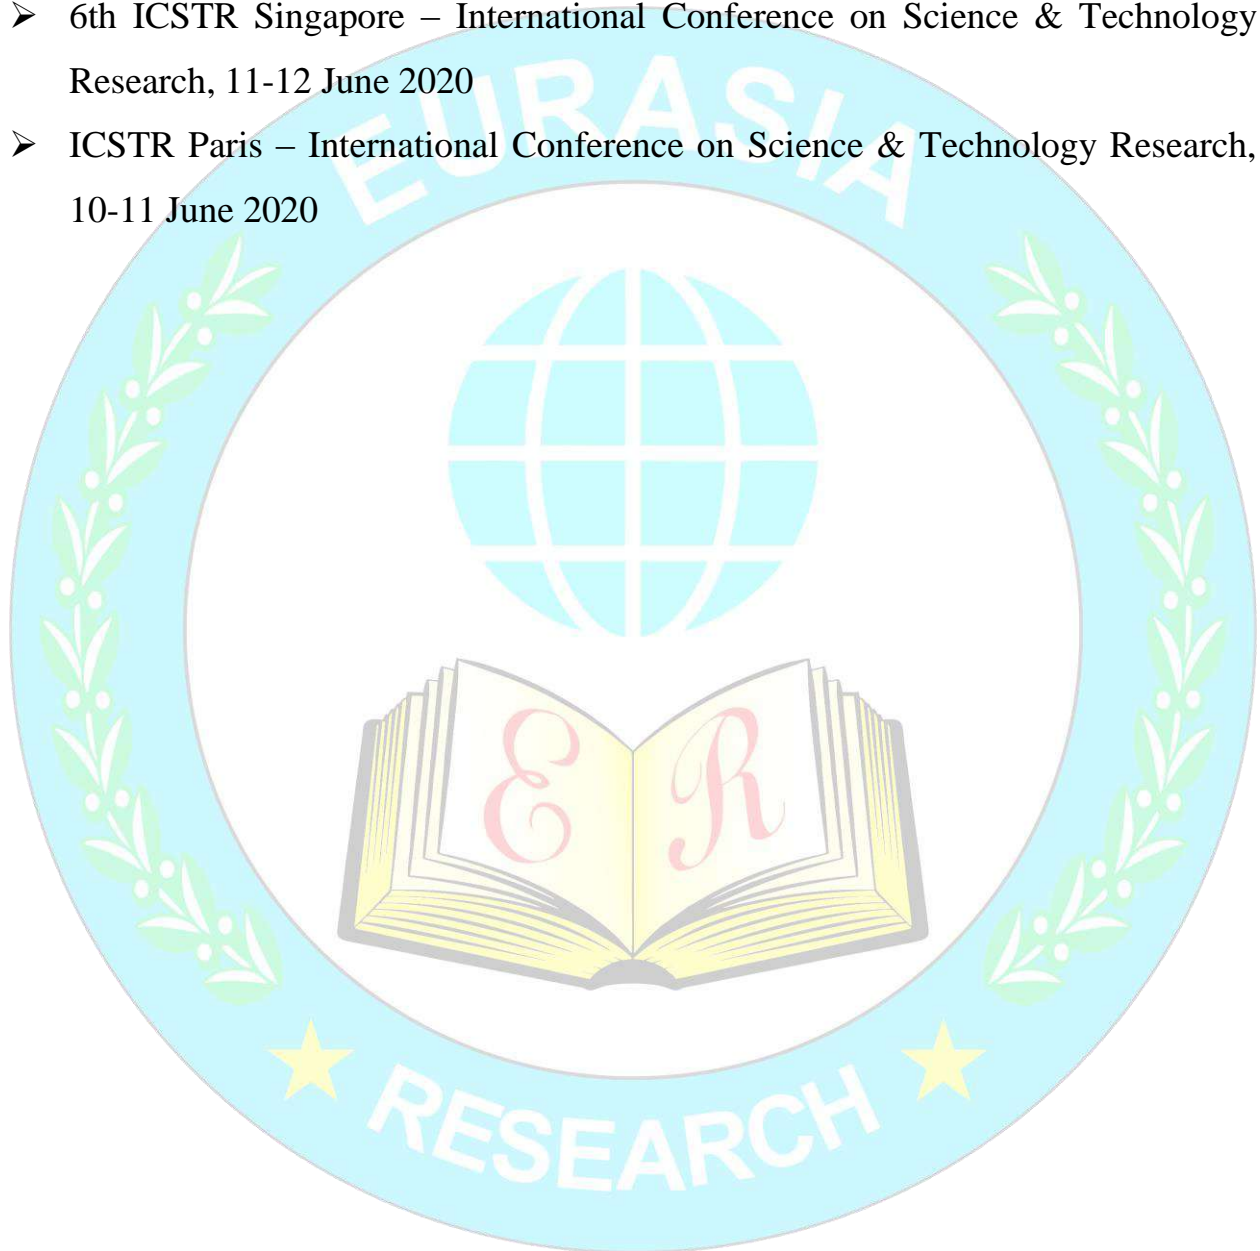 ➢ 6th ICSTR Singapore – International Conference on Science & Technology
Research, 11-12 June 2020
➢ ICSTR Paris – International Conference on Science & Technology Research,
10-11 June 2020
EURASIA
E R
RESEARCH